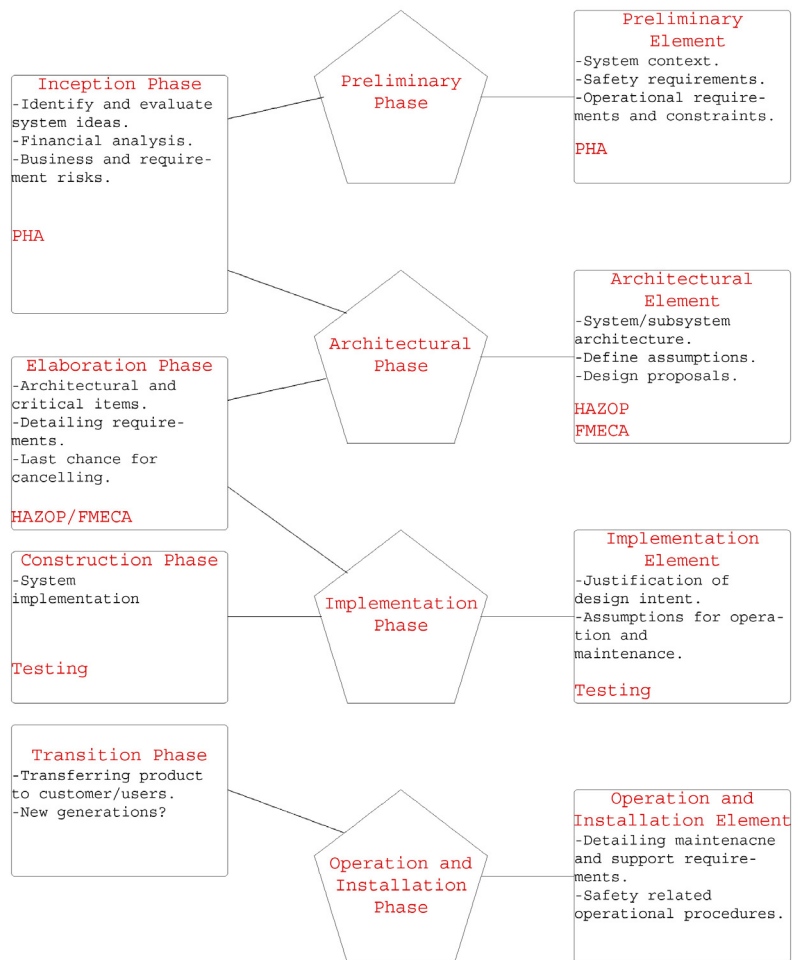 Inception Phase
-Identify and evaluate
system ideas.
-Financial analysis.
-Business and require-
ment risks.
PHA
Preliminary
Phase
Preliminary
Element
-System context.
-Safety requirements.
-Operational require-
ments and constraints.
PHA
Architectural
Phase
Architectural
Element
-System/subsystem
architecture.
-Define assumptions.
-Design proposals.
HAZOP
FMECA
Elaboration Phase
-Architectural and
critical items.
-Detailing require-
ments.
-Last chance for
cancelling.
HAZOP/FMECA
Construction Phase
-System
implementation
Testing
Implementation
Phase
Implementation
Element
-Justification of
design intent.
-Assumptions for opera-
tion and
maintenance.
Testing
Transition Phase
-Transferring product
to customer/users.
-New generations?
Operation and
Installation
Phase
Operation and
Installation Element
-Detailing maintenacne
and support require-
ments.
-Safety related
operational procedures.